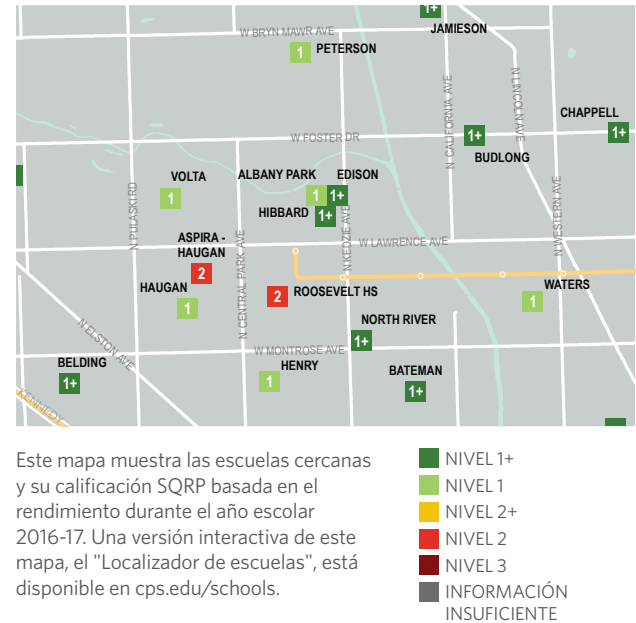 JAMIESON
1+
W BRYN MAWR AVE
1
PETERSON
N LINCOLN AVE
N CALIFORNIA AVE
CHAPPELL
1+
W FOSTER DR
1+
BUDLONG
VOLTA
1
ALBANY PARK
EDISON
1
1+
HIBBARD
1+
N PULASKI RD
N CENTRAL PARK AVE
N KEDZIE AVE
N WESTERN AVE
ASPIRA -
HAUGAN
2
W LAWRENCE AVE
HAUGAN
1
2
ROOSEVELT HS
WATERS
1
NORTH RIVER
1+
N ELSTON AVE
W MONTROSE AVE
BELDING
1+
HENRY
1
BATEMAN
1+
KENNEDY
Este mapa muestra las escuelas cercanas
y su calificación SQRP basada en el
rendimiento durante el año escolar
2016-17. Una versión interactiva de este
mapa, el "Localizador de escuelas", está
disponible en cps.edu/schools.
NIVEL 1+
NIVEL 1
NIVEL 2+
NIVEL 2
NIVEL 3
INFORMACIÓN
INSUFICIENTE